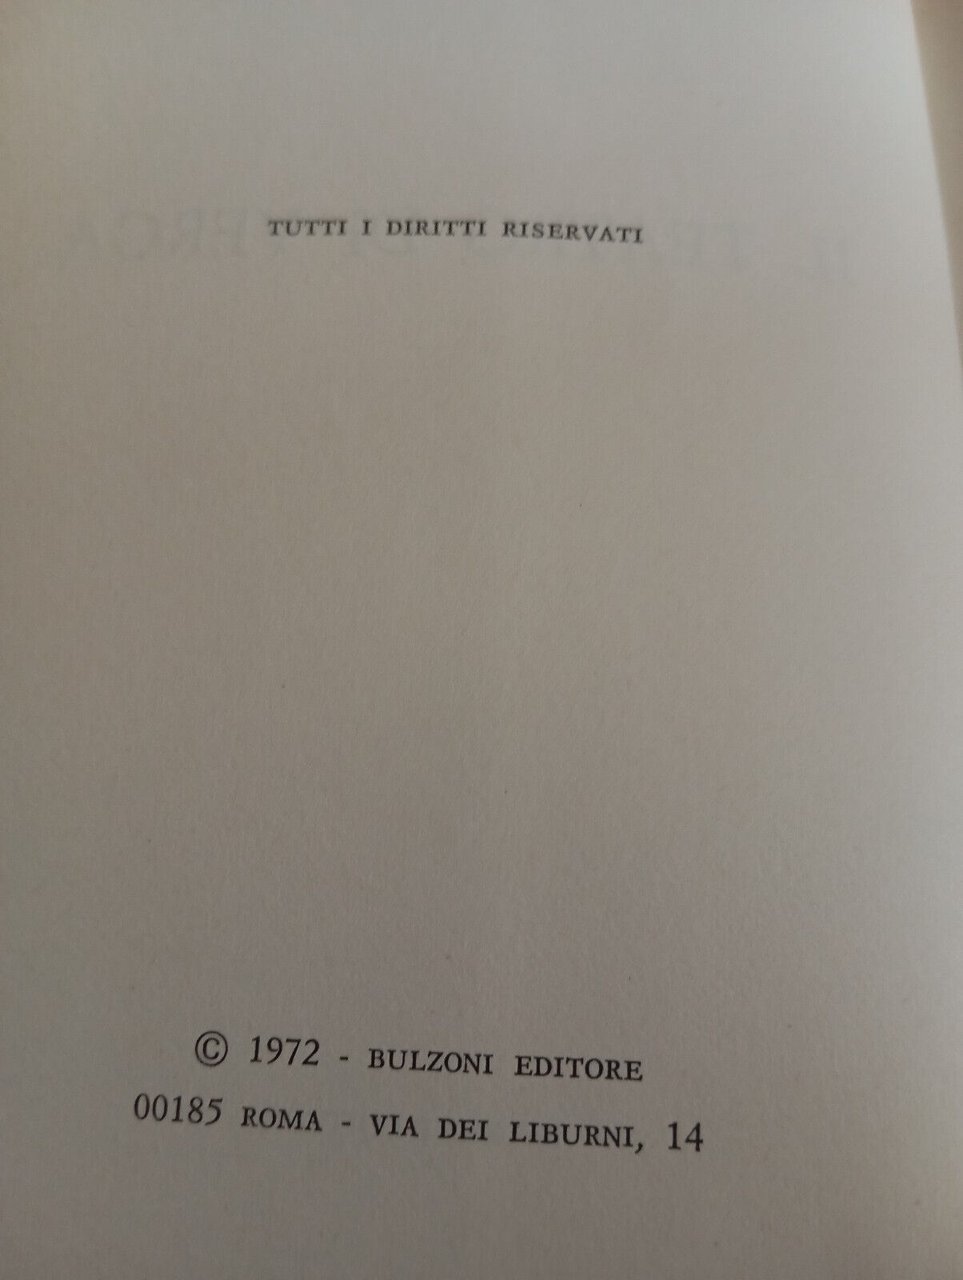 TUTTI I DIRITTI RISERVATI
© 1972 - BULZONI EDITORE
00185 ROMA - VIA DEI LIBURNI, 14